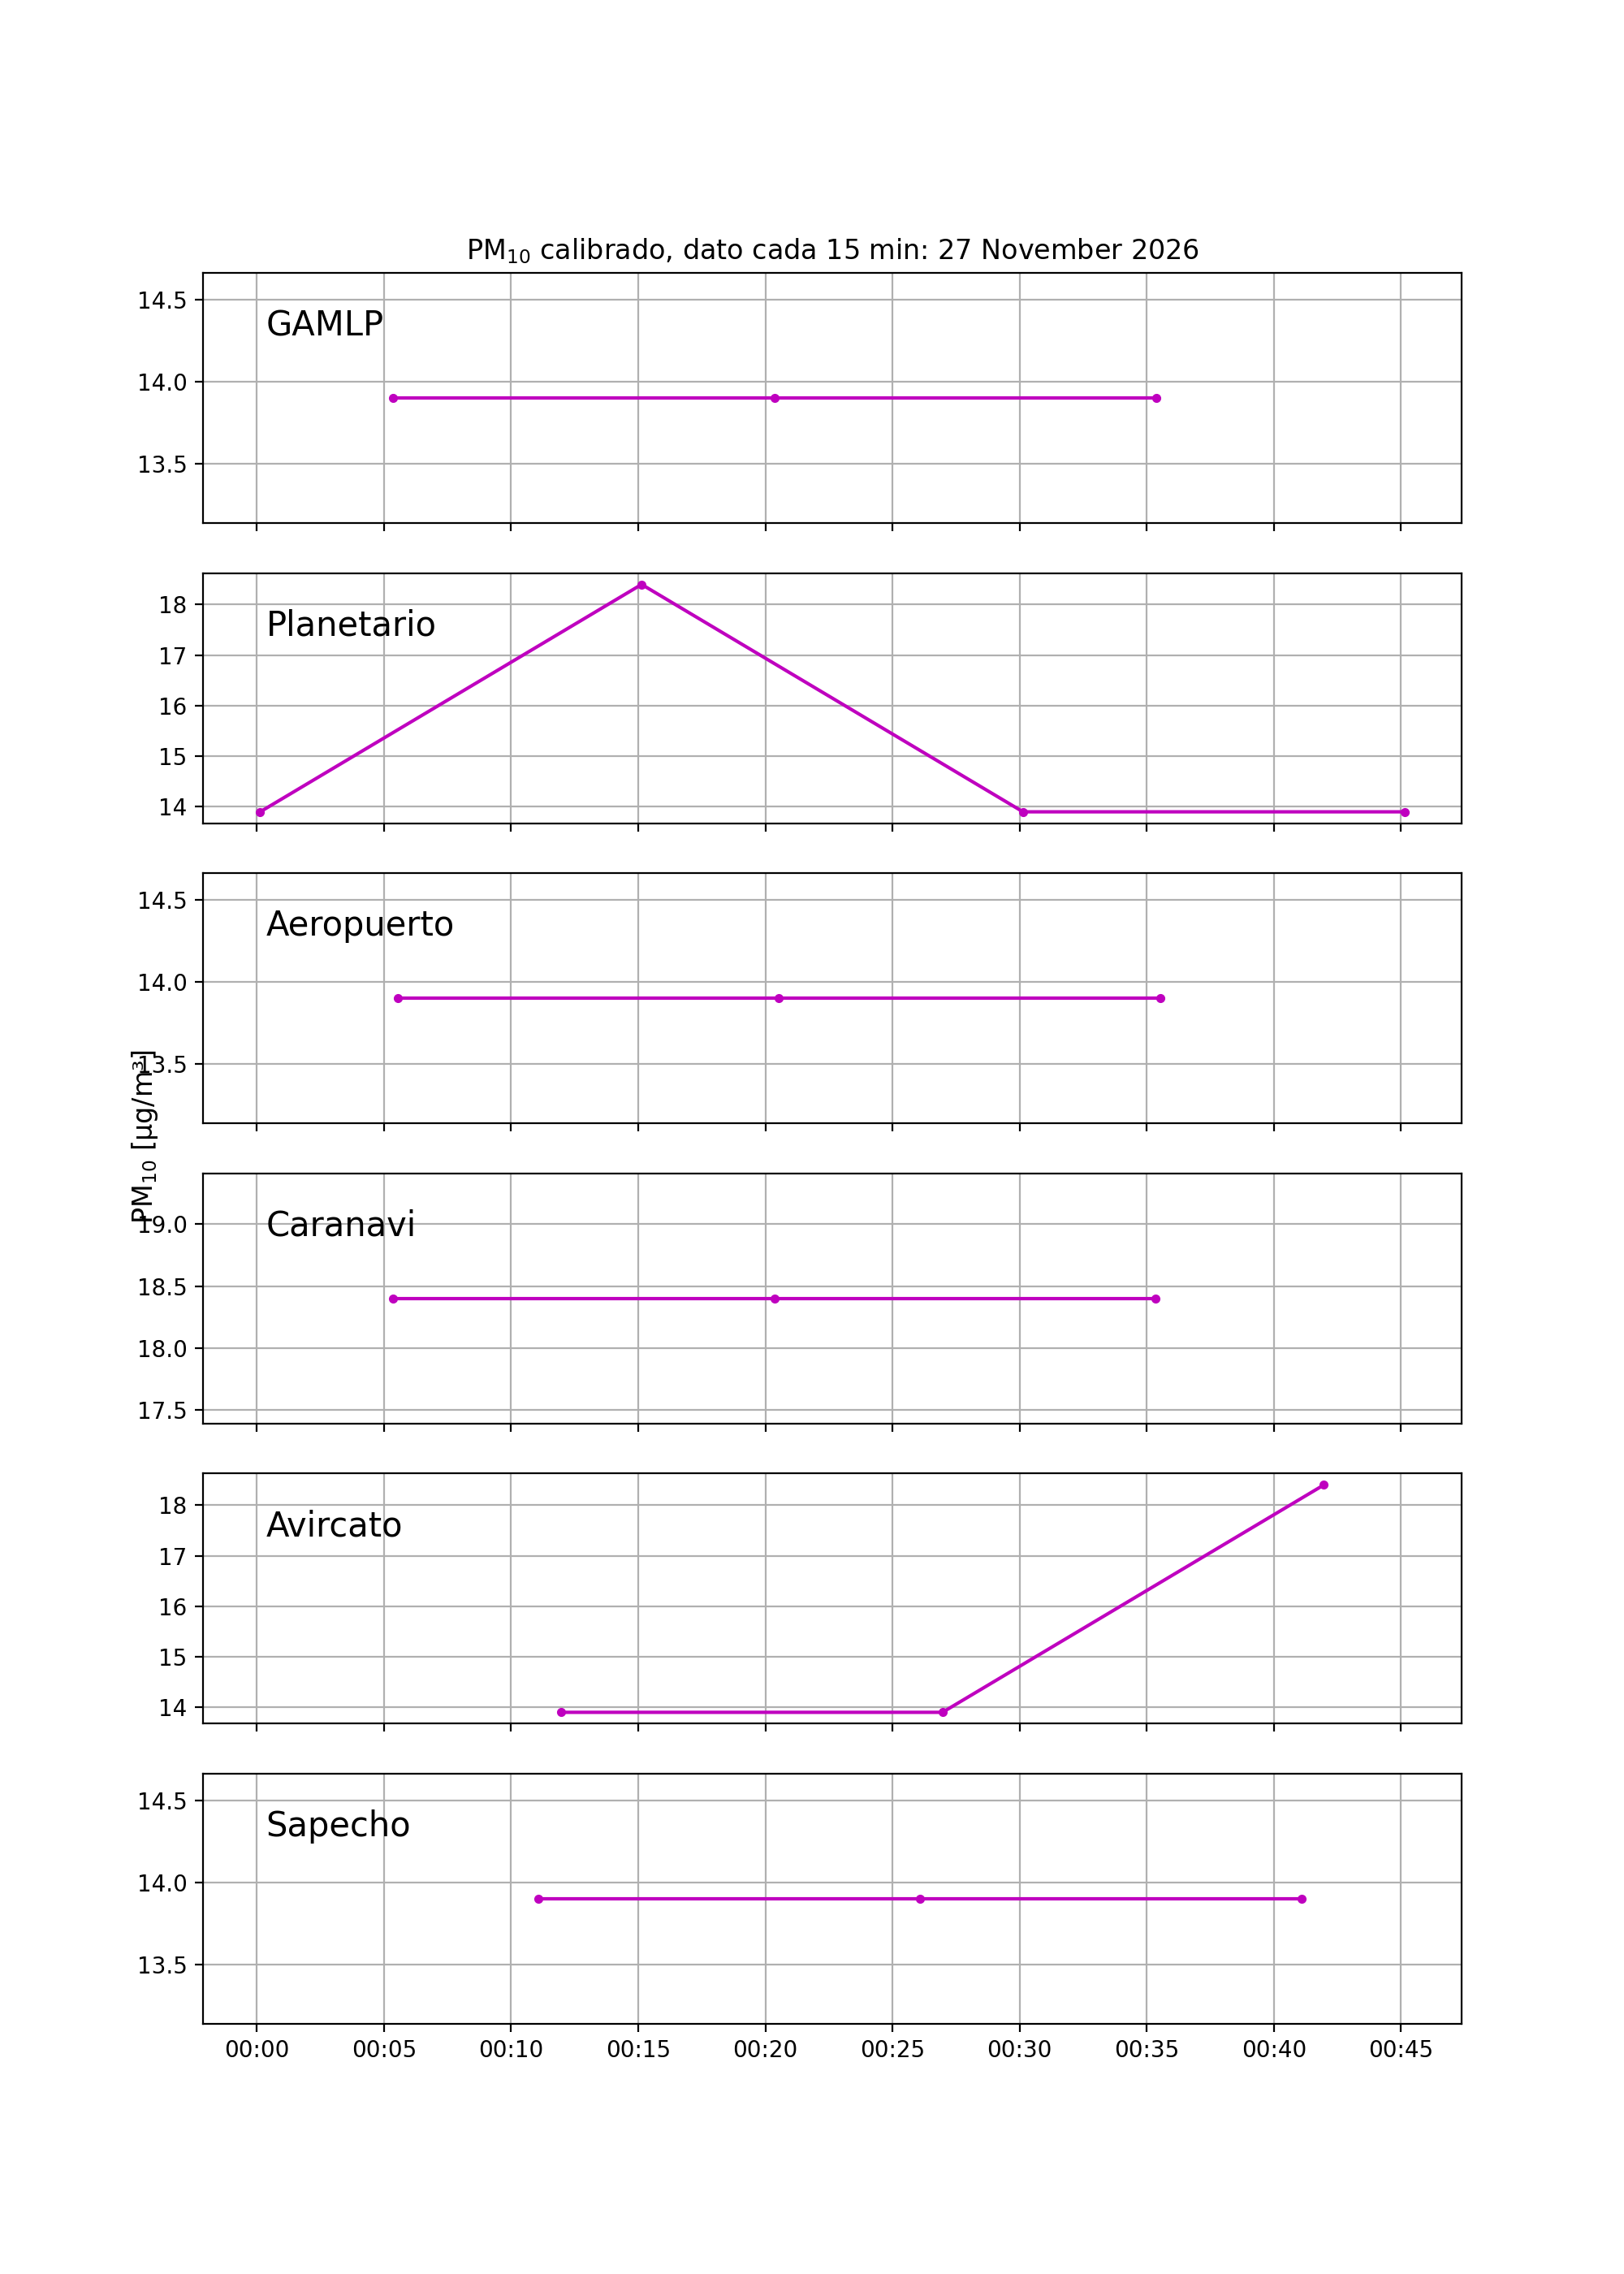 PM₁₀ calibrado, dato cada 15 min: 27 November 2026
14.5
GAMLP
14.0
13.5
18
Planetario
17
16
15
14
14.5
Aeropuerto
14.0
13.5
PM₁₀ [µg/m³]
19.0
Caranavi
18.5
18.0
17.5
18
Avircato
17
16
15
14
14.5
Sapecho
14.0
13.5
00:00 00:05 00:10 00:15 00:20 00:25 00:30 00:35 00:40 00:45